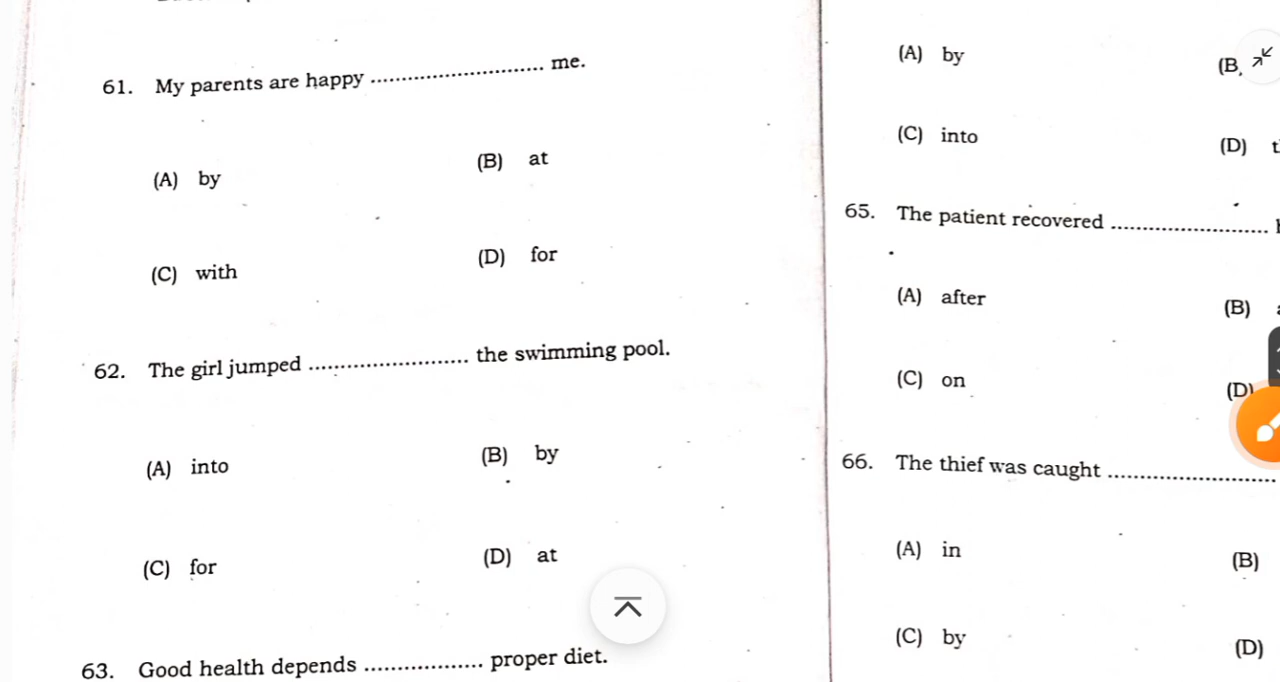 61. My parents are happy ........................... me.
(A) by
(B) at
(C) with
(D) for
62. The girl jumped ........................ the swimming pool.
(A) into
(B) by
(C) for
(D) at
63. Good health depends .................. proper diet.
(A) by
(B
(C) into
(D)
65. The patient recovered ........................
(A) after
(B)
(C) on
(D)
66. The thief was caught ..........................
(A) in
(B)
(C) by
(D)